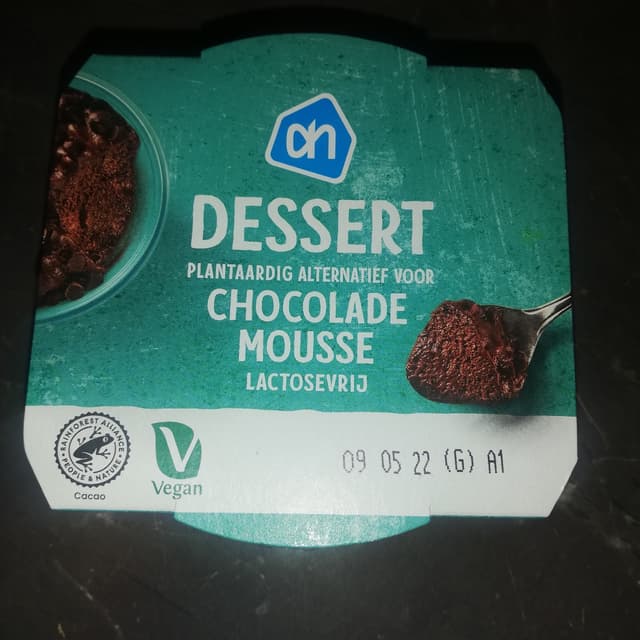 ah
DESSERT
PLANTAARDIG ALTERNATIEF VOOR
CHOCOLADE
MOUSSE
LACTOSEVRIJ
RAINFOREST ALLIANCE
PEOPLE & NATURE
Cacao
V
Vegan
09 05 22 (G) A1